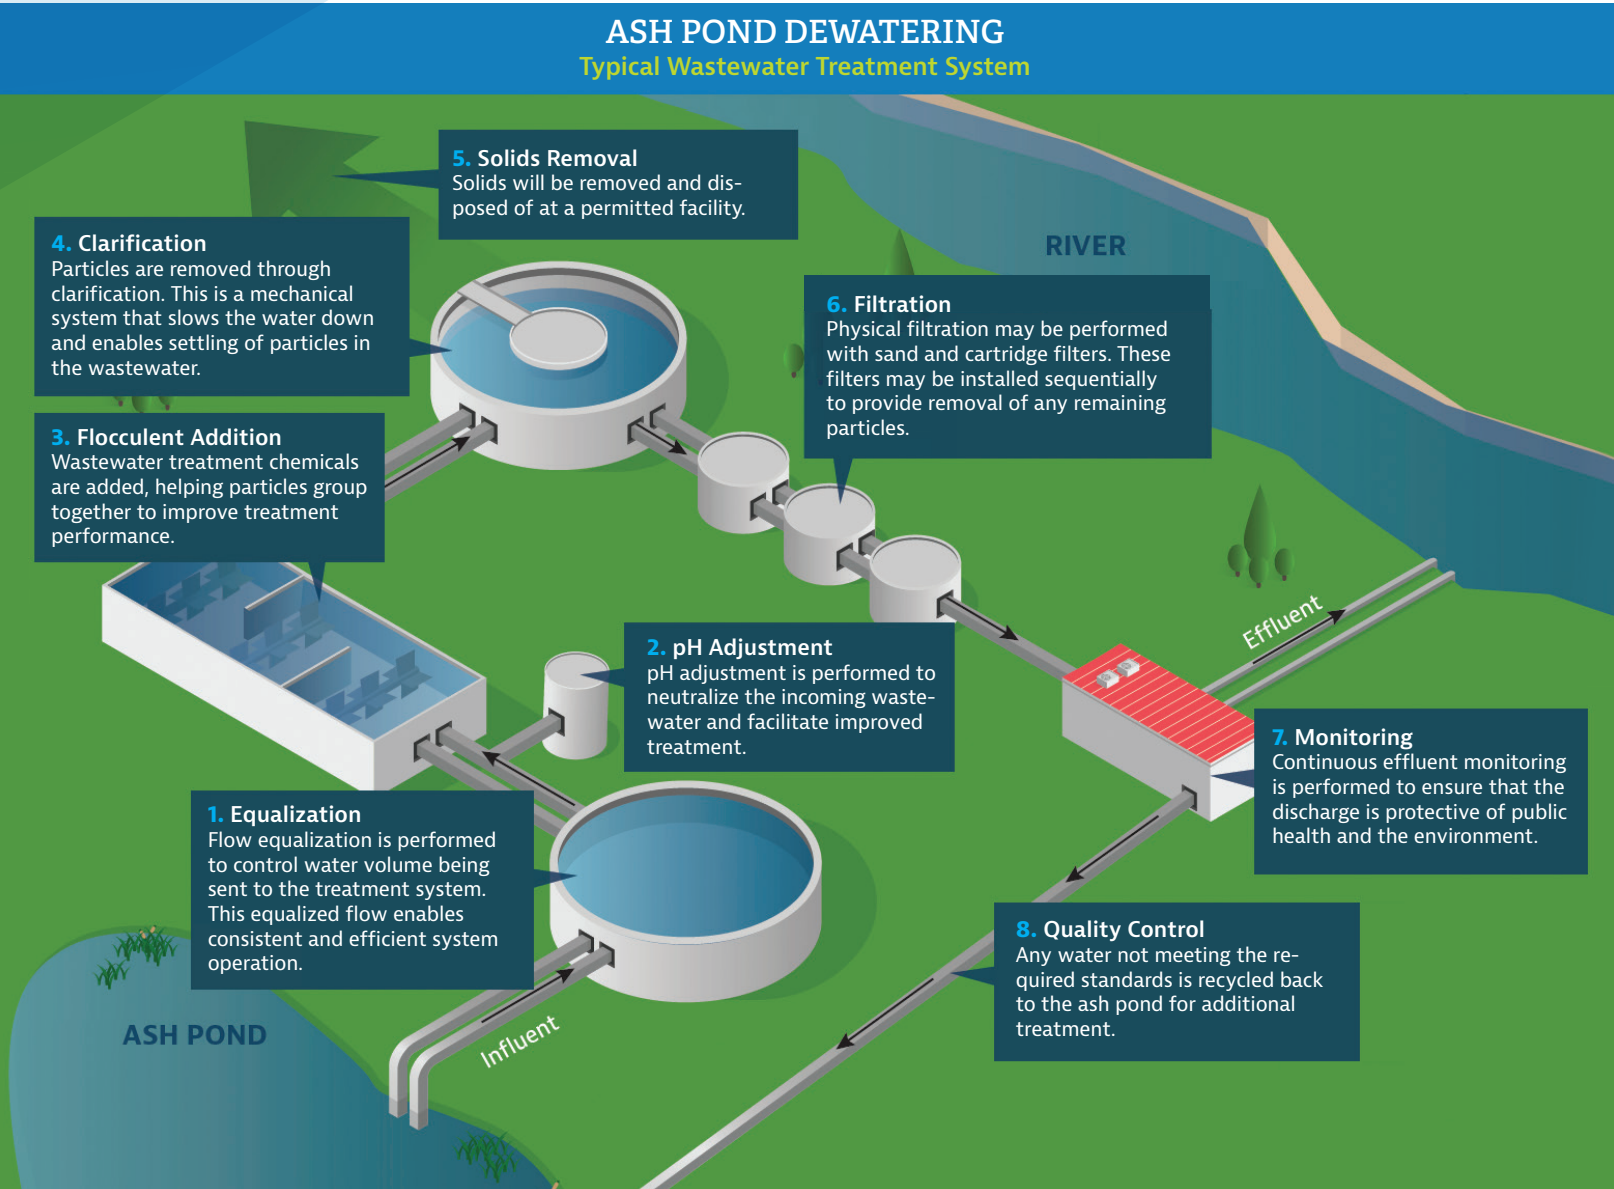 ASH POND DEWATERING
Typical Wastewater Treatment System
5. Solids Removal
Solids will be removed and dis-
posed of at a permitted facility.
4. Clarification
Particles are removed through
clarification. This is a mechanical
system that slows the water down
and enables settling of particles in
the wastewater.
RIVER
6. Filtration
Physical filtration may be performed
with sand and cartridge filters. These
filters may be installed sequentially
to provide removal of any remaining
particles.
3. Flocculent Addition
Wastewater treatment chemicals
are added, helping particles group
together to improve treatment
performance.
Effluent
2. pH Adjustment
pH adjustment is performed to
neutralize the incoming waste-
water and facilitate improved
treatment.
7. Monitoring
Continuous effluent monitoring
is performed to ensure that the
discharge is protective of public
health and the environment.
1. Equalization
Flow equalization is performed
to control water volume being
sent to the treatment system.
This equalized flow enables
consistent and efficient system
operation.
8. Quality Control
Any water not meeting the re-
quired standards is recycled back
to the ash pond for additional
treatment.
ASH POND
Influent